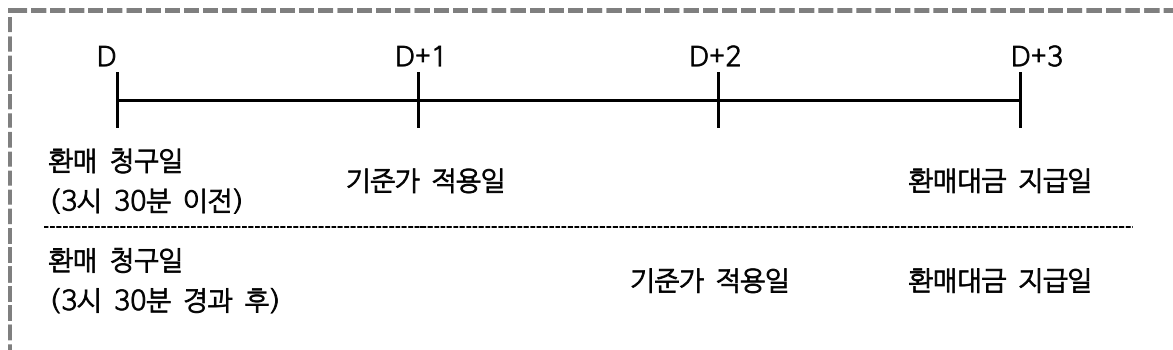 D D+1 D+2 D+3
환매 청구일
(3시 30분 이전)
기준가 적용일
환매대금 지급일
환매 청구일
(3시 30분 경과 후)
기준가 적용일
환매대금 지급일